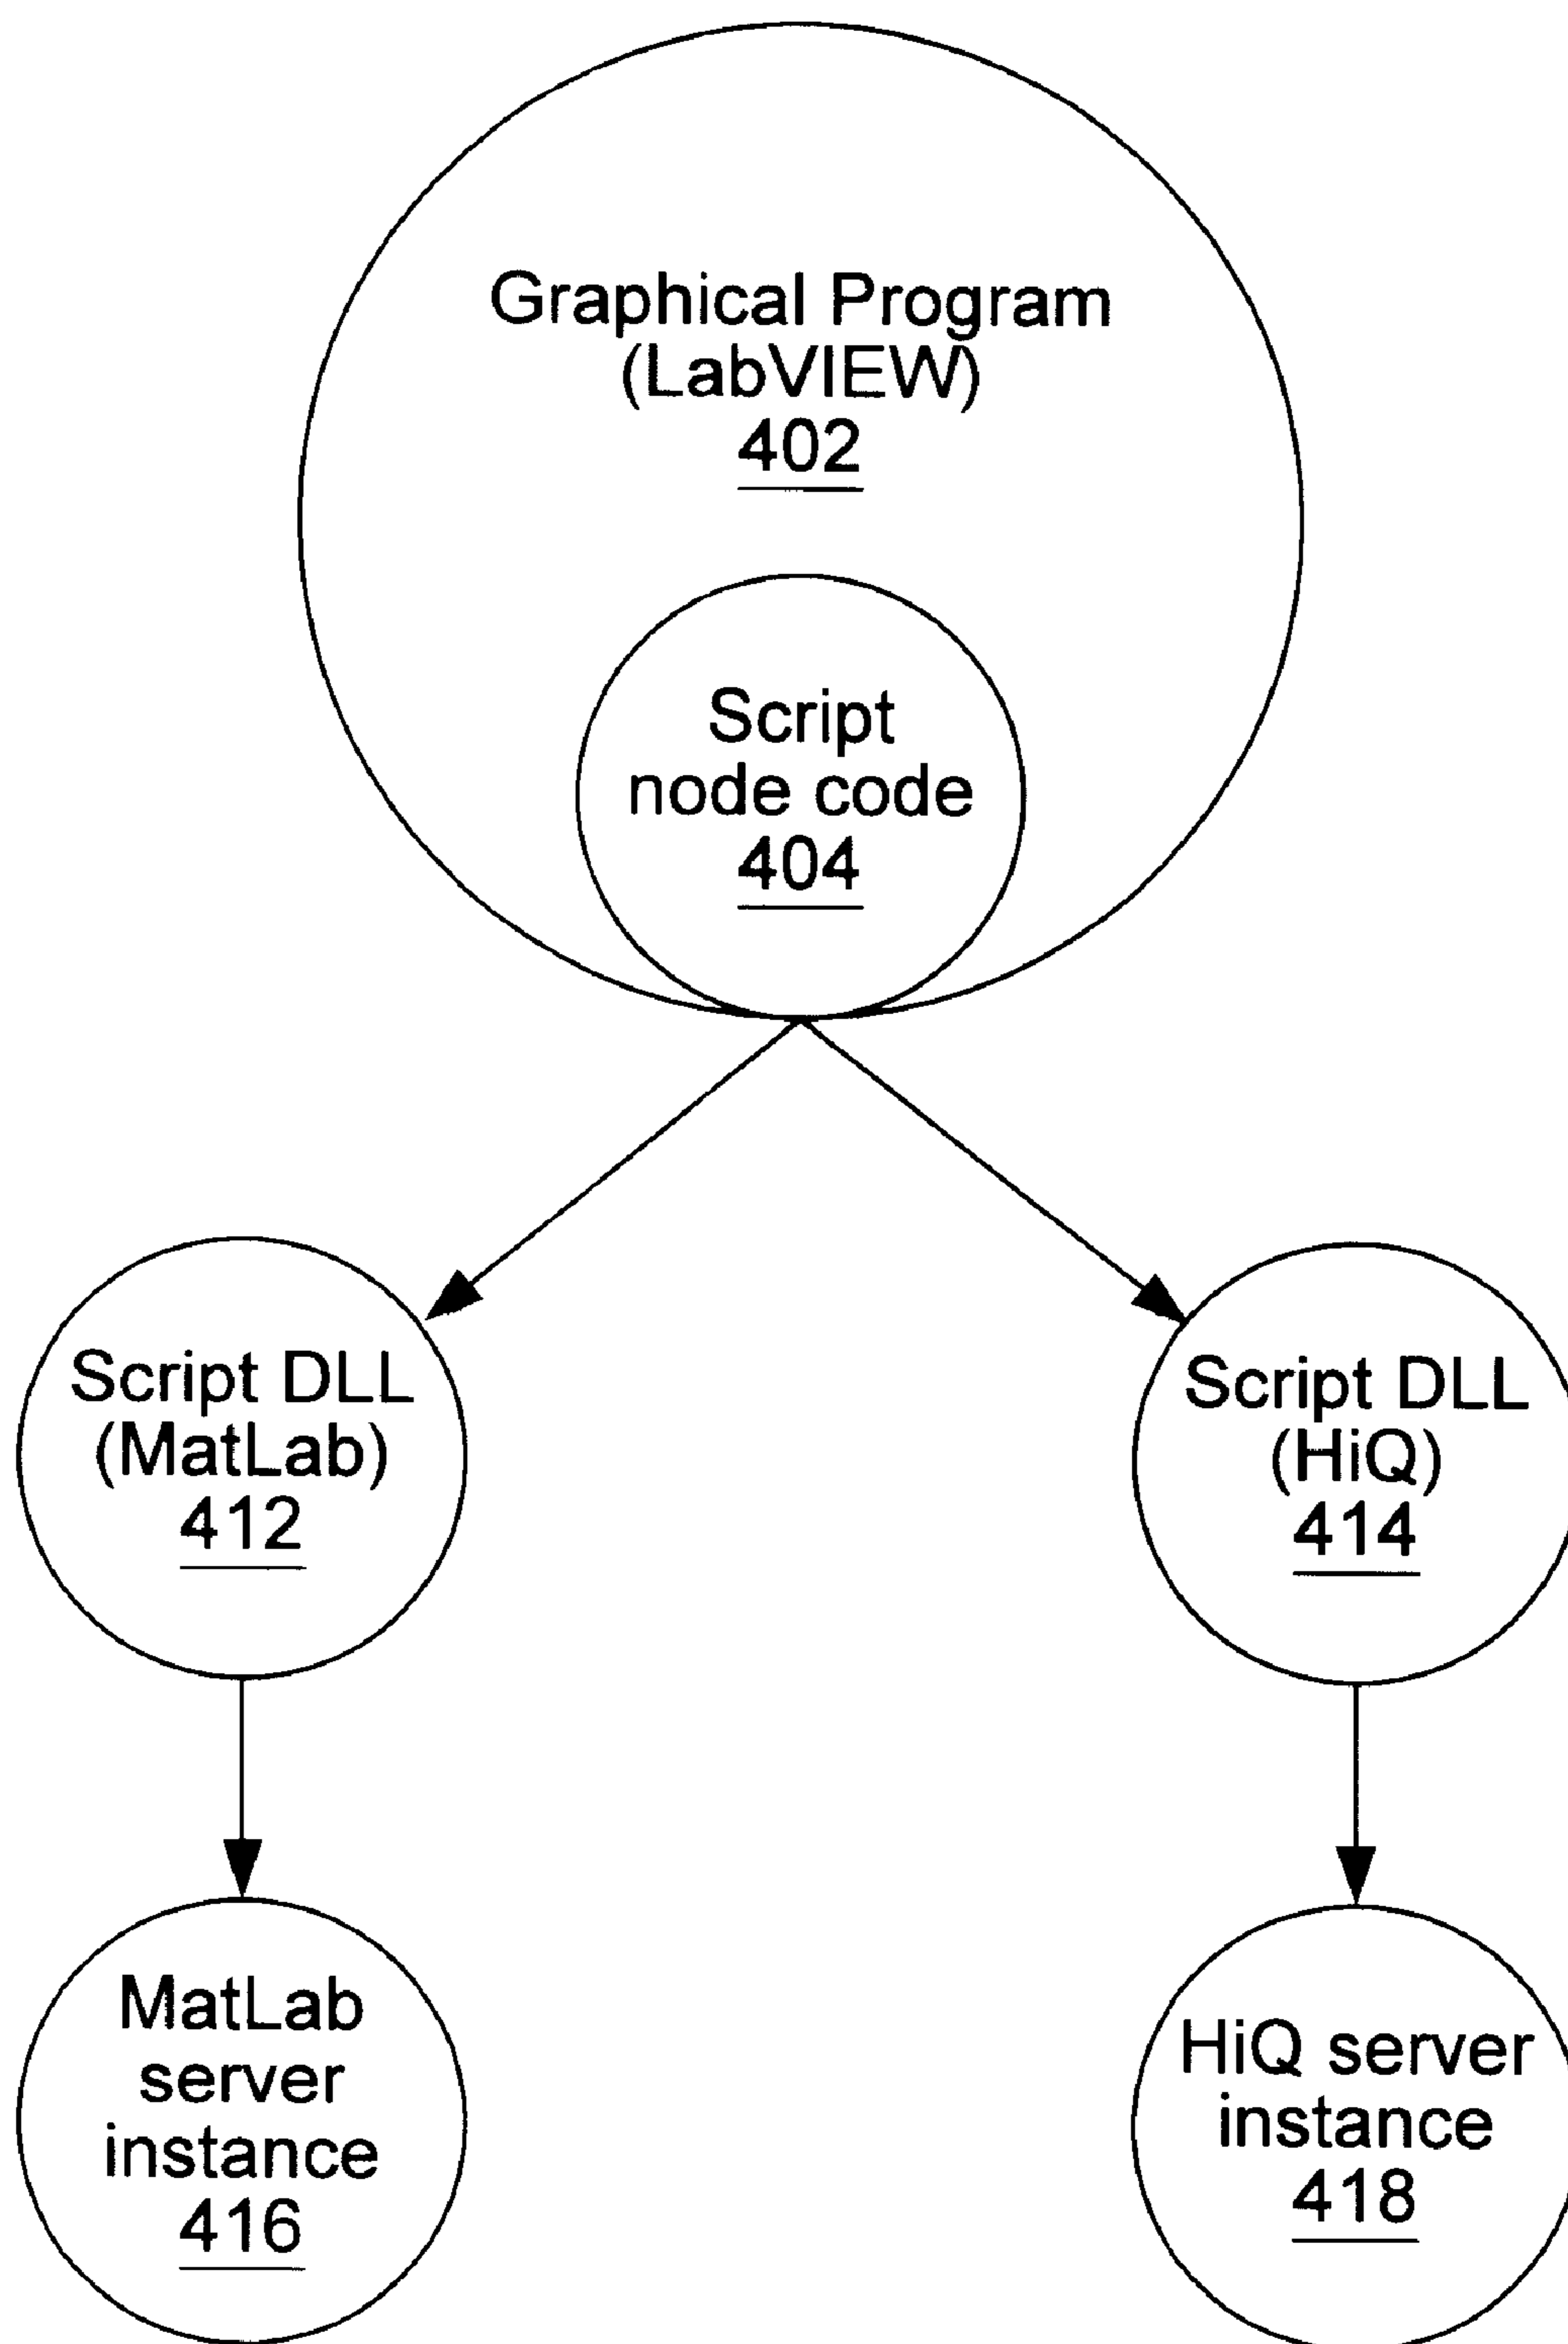 Graphical Program
(LabVIEW)
402
Script
node code
404
Script DLL
(MatLab)
412
Script DLL
(HiQ)
414
MatLab
server
instance
416
HiQ server
instance
418